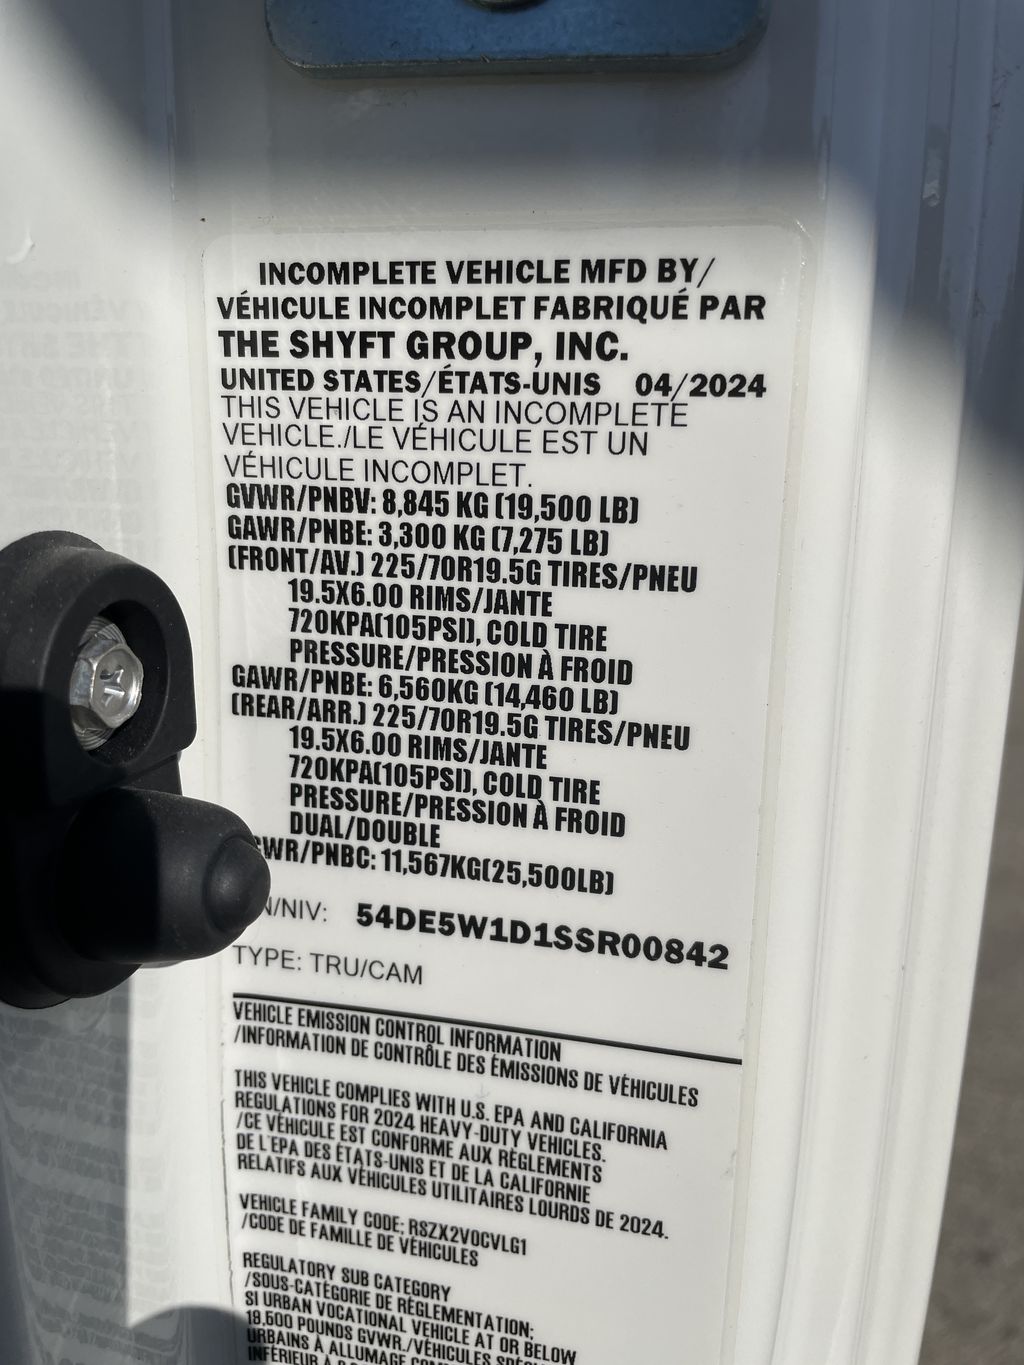 INCOMPLETE VEHICLE MFD BY/
VÉHICULE INCOMPLET FABRIQUÉ PAR
THE SHYFT GROUP, INC.
UNITED STATES/ÉTATS-UNIS 04/2024
THIS VEHICLE IS AN INCOMPLETE
VEHICLE./LE VÉHICULE EST UN
VÉHICULE INCOMPLET.
GVWR/PNBV: 8,845 KG (19,500 LB)
GAWR/PNBE: 3,300 KG (7,275 LB)
(FRONT/AV.) 225/70R19.5G TIRES/PNEU
19.5X6.00 RIMS/JANTE
720KPA(105PSI), COLD TIRE
PRESSURE/PRESSION À FROID
GAWR/PNBE: 6,560KG (14,460 LB)
(REAR/ARR.) 225/70R19.5G TIRES/PNEU
19.5X6.00 RIMS/JANTE
720KPA(105PSI), COLD TIRE
PRESSURE/PRESSION À FROID
DUAL/DOUBLE
WR/PNBC: 11,567KG(25,500LB)
N/NIV: 54DE5W1D1SSR00842
TYPE: TRU/CAM
VEHICLE EMISSION CONTROL INFORMATION
/INFORMATION DE CONTRÔLE DES ÉMISSIONS DE VÉHICULES
THIS VEHICLE COMPLIES WITH U.S. EPA AND CALIFORNIA
REGULATIONS FOR 2024 HEAVY-DUTY VEHICLES.
/CE VÉHICULE EST CONFORME AUX RÈGLEMENTS
DE L'EPA DES ÉTATS-UNIS ET DE LA CALIFORNIE
RELATIFS AUX VÉHICULES UTILITAIRES LOURDS DE 2024.
VEHICLE FAMILY CODE: RSZX2VOCVLG1
/CODE DE FAMILLE DE VÉHICULES
REGULATORY SUB CATEGORY
/SOUS-CATÉGORIE DE RÉGLEMENTATION:
SI URBAN VOCATIONAL VEHICLE AT OR BELOW
19,500 POUNDS GVWR./VÉHICULES
URBAINS À ALLUMAGE
INFÉRIEUR À